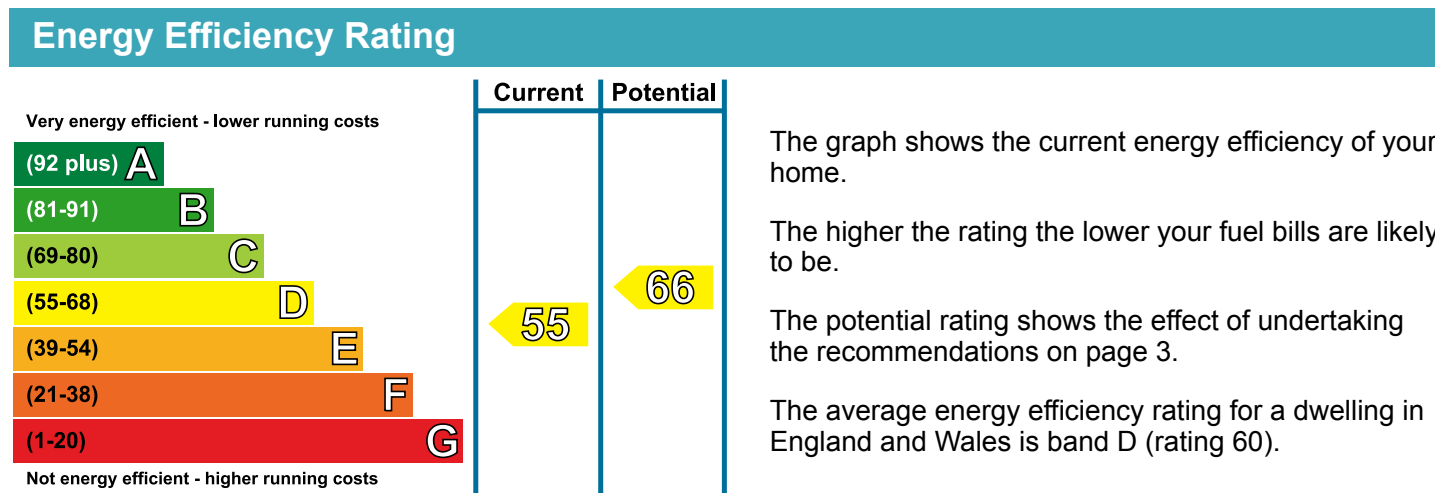 Energy Efficiency Rating
Current Potential
Very energy efficient - lower running costs
(92 plus) A
(81-91) B
(69-80) C
(55-68) D
(39-54) E
(21-38) F
(1-20) G
Not energy efficient - higher running costs
55
66
The graph shows the current energy efficiency of your
home.
The higher the rating the lower your fuel bills are likely
to be.
The potential rating shows the effect of undertaking
the recommendations on page 3.
The average energy efficiency rating for a dwelling in
England and Wales is band D (rating 60).